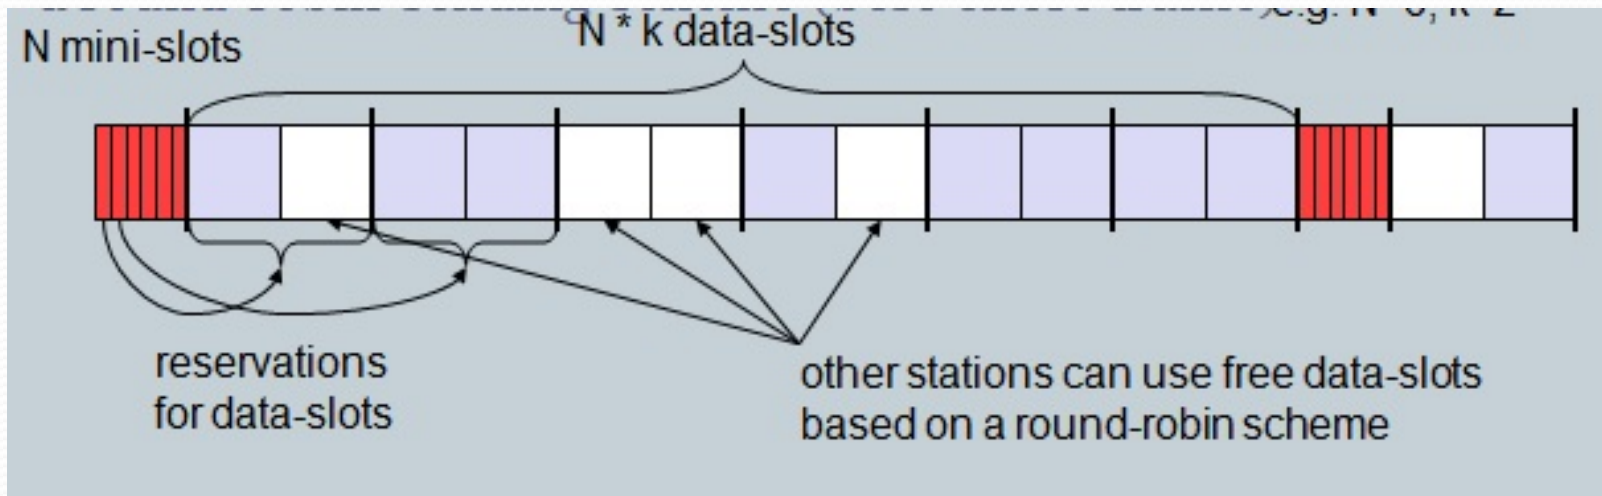 N mini-slots
N * k data-slots
reservations
for data-slots
other stations can use free data-slots
based on a round-robin scheme